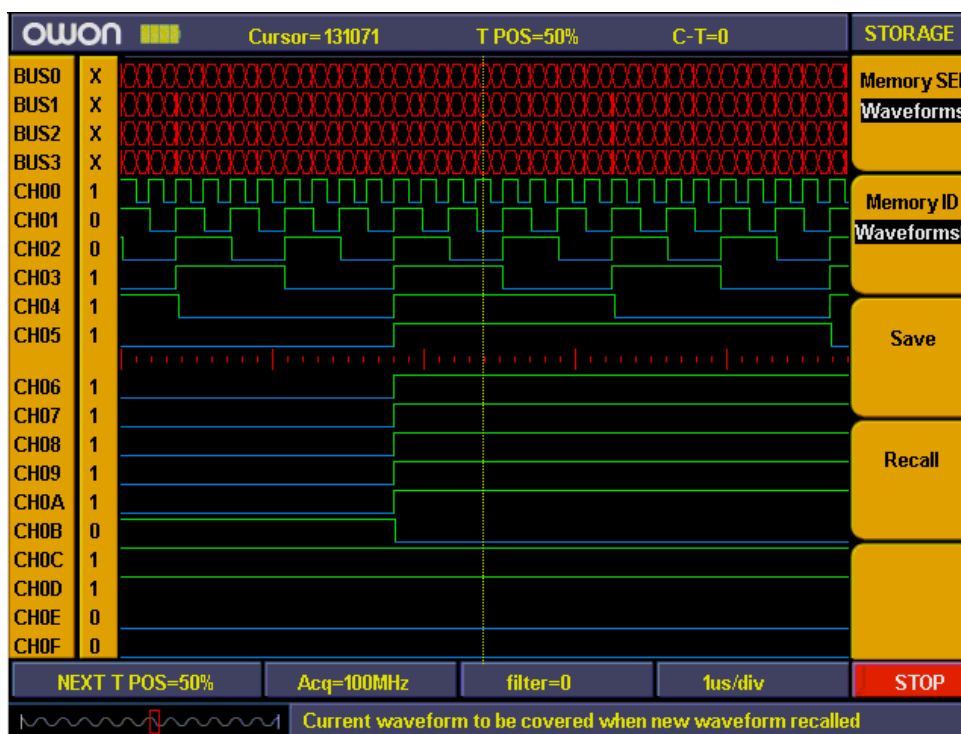 owon Cursor=131071 T POS=50% C-T=0 STORAGE
BUS0 X
BUS1 X
BUS2 X
BUS3 X
CH00 1
CH01 0
CH02 0
CH03 1
CH04 1
CH05 1
CH06 1
CH07 1
CH08 1
CH09 1
CH0A 1
CH0B 0
CH0C 1
CH0D 1
CH0E 0
CH0F 0
Memory SEl
Waveforms
Memory ID
Waveforms
Save
Recall
NEXT T POS=50% Acq=100MHz filter=0 1us/div STOP
Current waveform to be covered when new waveform recalled